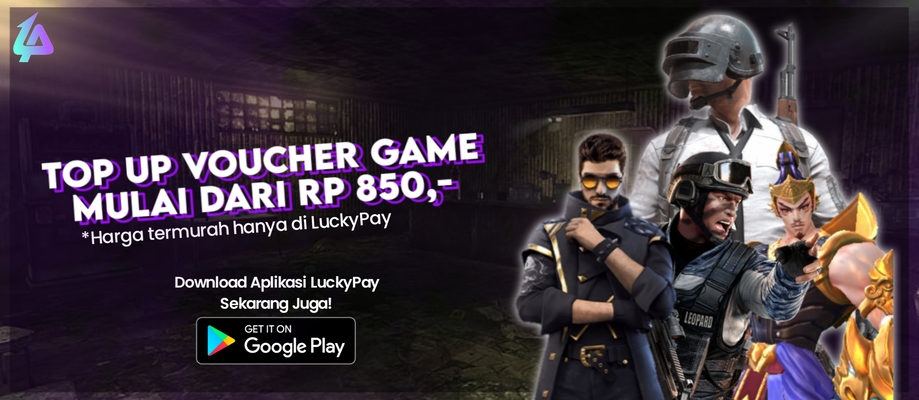 TOP UP VOUCHER GAME
MULAI DARI RP 850,-
*Harga termurah hanya di LuckyPay
Download Aplikasi LuckyPay
Sekarang Juga!
GET IT ON
Google Play
LEOPARD